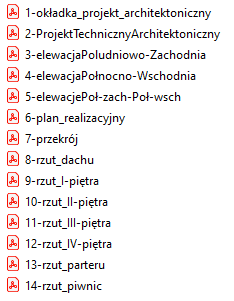 1-okładka_projekt_architektoniczny
2-ProjektTechnicznyArchitektoniczny
3-elewacjaPoludniowo-Zachodnia
4-elewacjaPołnocno-Wschodnia
5-elewacjePoł-zach-Poł-wsch
6-plan_realizacyjny
7-przekrój
8-rzut_dachu
9-rzut_I-piętra
10-rzut_II-piętra
11-rzut_III-piętra
12-rzut_IV-piętra
13-rzut_parteru
14-rzut_piwnic